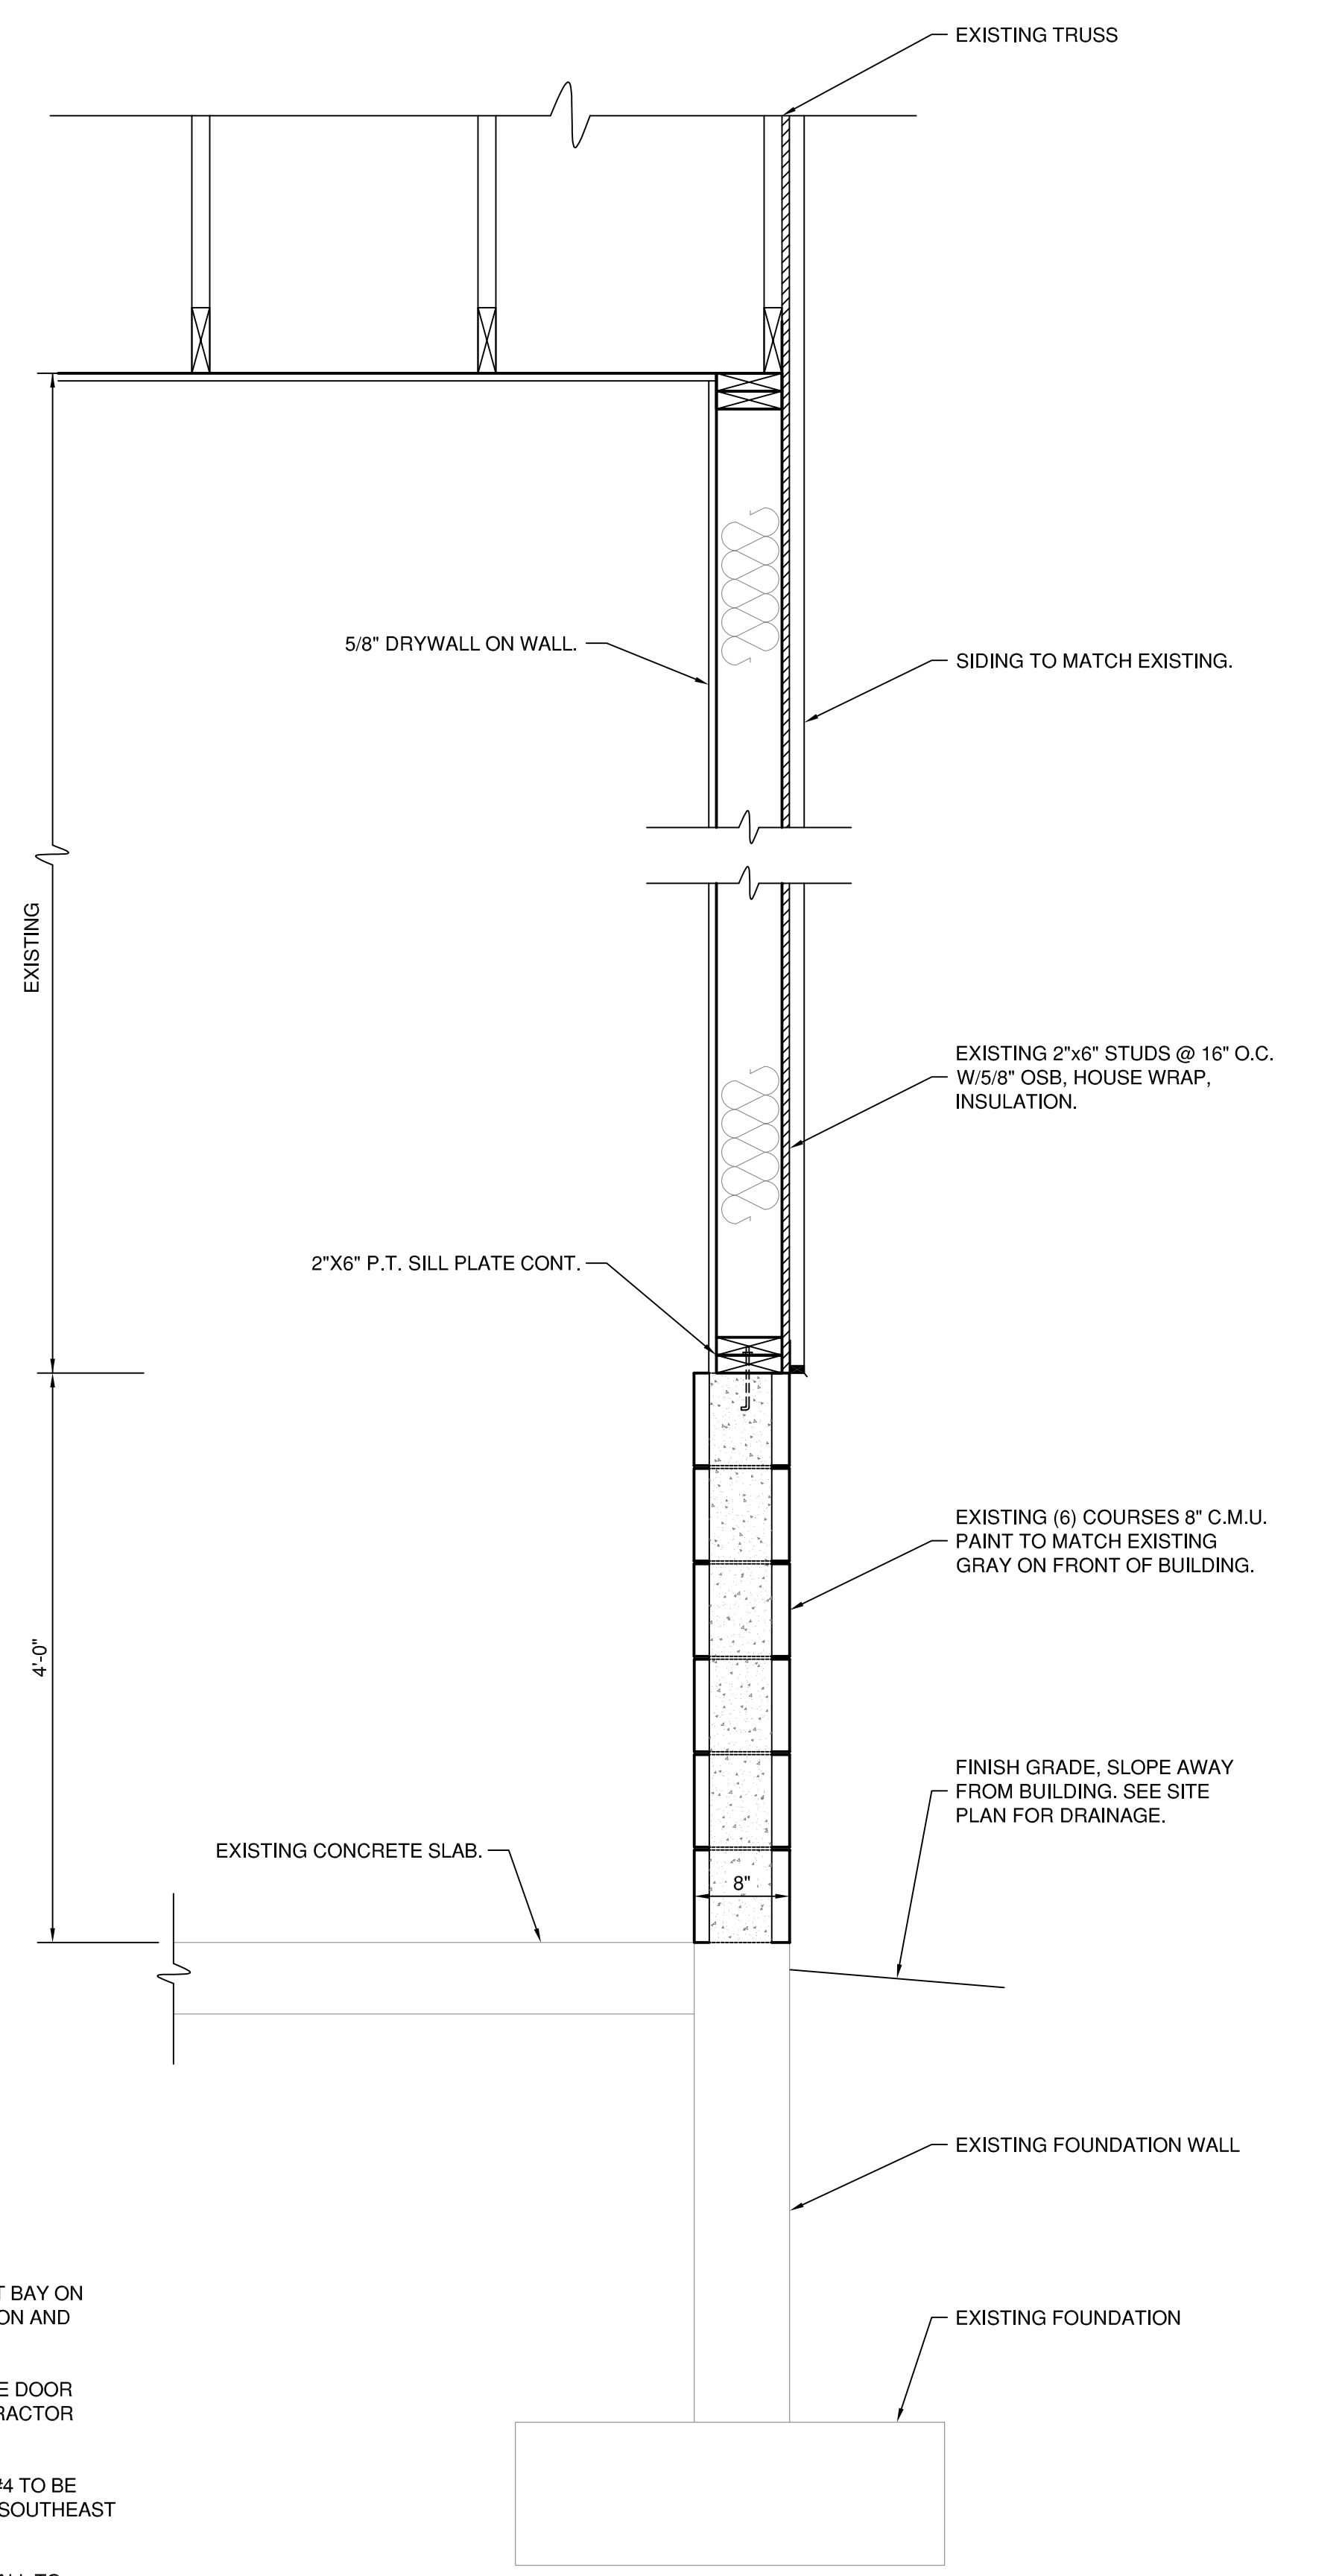 EXISTING TRUSS
5/8" DRYWALL ON WALL.
SIDING TO MATCH EXISTING.
EXISTING
EXISTING 2"x6" STUDS @ 16" O.C.
W/5/8" OSB, HOUSE WRAP,
INSULATION.
2"X6" P.T. SILL PLATE CONT.
EXISTING (6) COURSES 8" C.M.U.
PAINT TO MATCH EXISTING
GRAY ON FRONT OF BUILDING.
4'-0"
FINISH GRADE, SLOPE AWAY
FROM BUILDING. SEE SITE
PLAN FOR DRAINAGE.
EXISTING CONCRETE SLAB.
8"
EXISTING FOUNDATION WALL
BAY ON
AND
EXISTING FOUNDATION
DOOR
#4 TO BE
SOUTHEAST